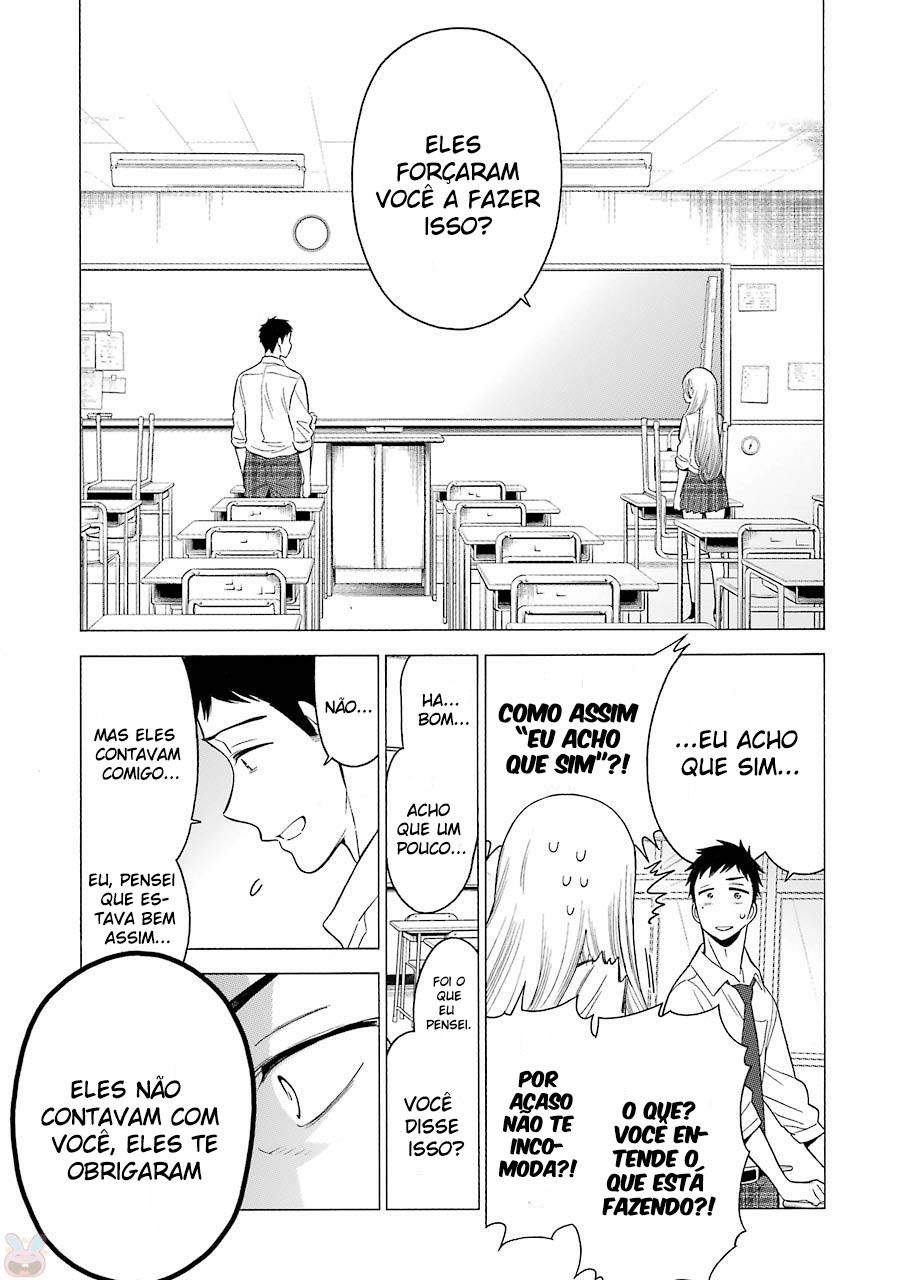 ELES
FORÇARAM
VOCÊ A FAZER
ISSO?
...EU ACHO
QUE SIM...
COMO ASSIM
"EU ACHO
QUE SIM"?!
O QUE?
VOCÊ EN-
TENDE O
QUE ESTÁ
FAZENDO?!
POR
ACASO
NÃO TE
INCO-
MODA?!
HA...
BOM...
ACHO
QUE UM
POUCO...
FOI O
QUE
EU
PENSEI.
VOCÊ
DISSE
ISSO?
NÃO...
MAS ELES
CONTAVAM
COMIGO...
EU, PENSEI
QUE ES-
TAVA BEM
ASSIM...
ELES NÃO
CONTAVAM COM
VOCÊ, ELES TE
OBRIGARAM